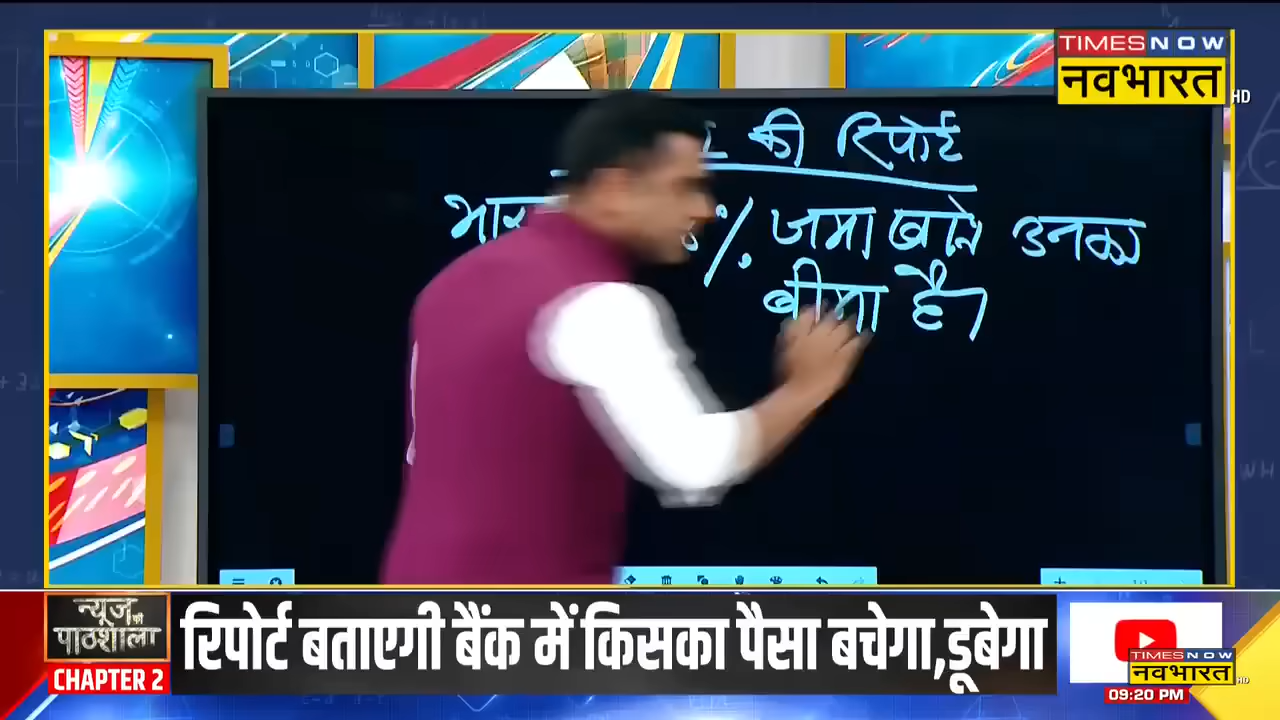 TIMES NOW
नवभारत
HD
की रिपोर्ट
% जमा खाते उनका
बीमा है।
न्यूज की
पाठशाला
CHAPTER 2
रिपोर्ट बताएगी बैंक में किसका पैसा बचेगा,डूबेगा
TIMES NOW
नवभारत
HD
09:20 PM